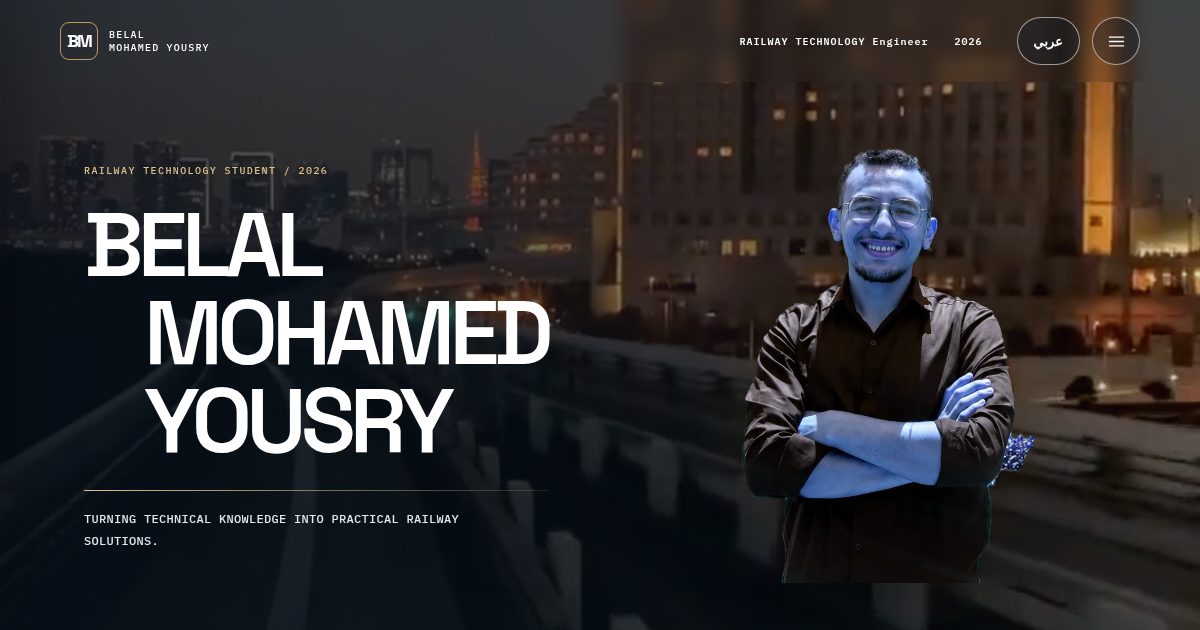 BM
BELAL
MOHAMED YOUSRY
RAILWAY TECHNOLOGY Engineer
2026
عربي
RAILWAY TECHNOLOGY STUDENT / 2026
BELAL
MOHAMED
YOUSRY
TURNING TECHNICAL KNOWLEDGE INTO PRACTICAL RAILWAY
SOLUTIONS.